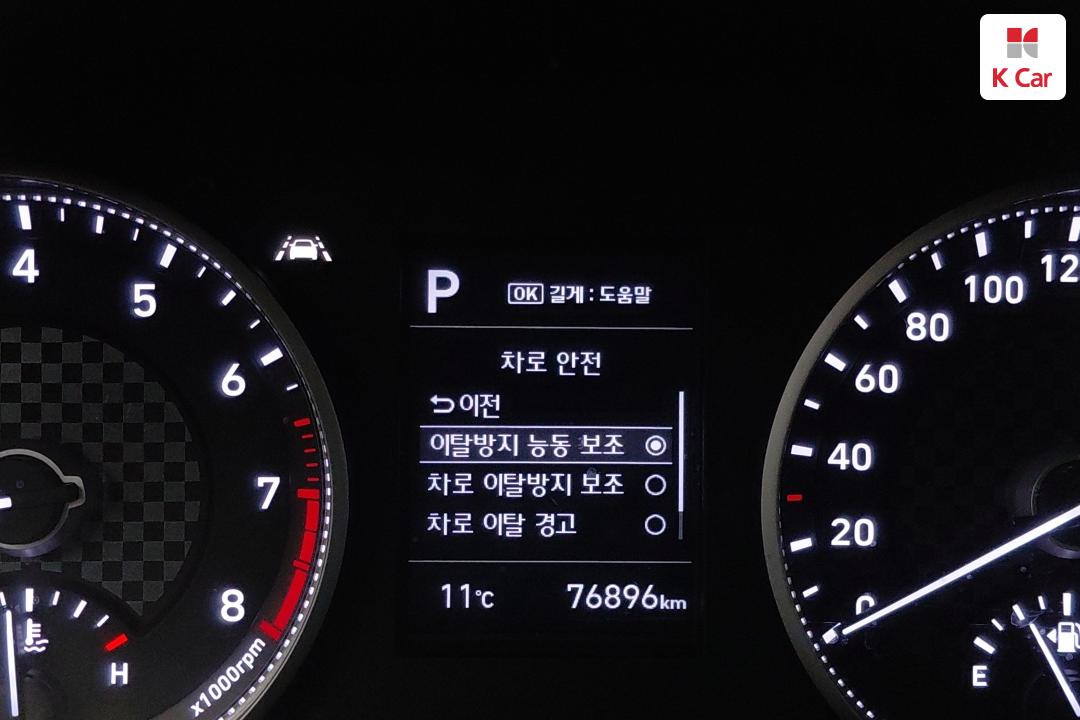 K Car
P
OK 길게 : 도움말
차로 안전
이전
이탈방지 능동 보조
차로 이탈방지 보조
차로 이탈 경고
11℃ 76896km
4
5
6
7
8
x1000rpm
H
0
20
40
60
80
100
E